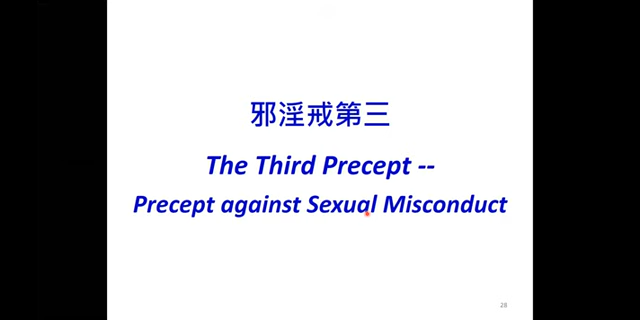 邪淫戒第三
The Third Precept --
Precept against Sexual Misconduct
28